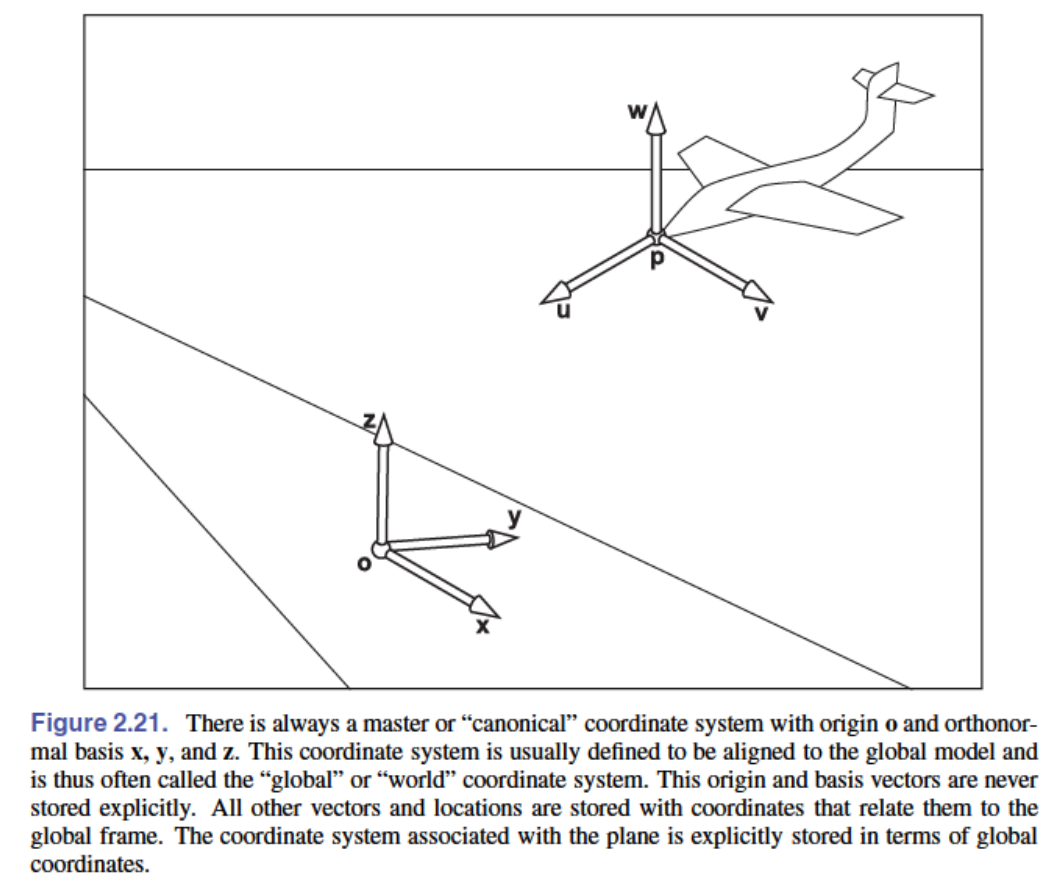 w
p
u
v
z
y
o
x
Figure 2.21. There is always a master or “canonical” coordinate system with origin o and orthonor-
mal basis x, y, and z. This coordinate system is usually defined to be aligned to the global model and
is thus often called the “global” or “world” coordinate system. This origin and basis vectors are never
stored explicitly. All other vectors and locations are stored with coordinates that relate them to the
global frame. The coordinate system associated with the plane is explicitly stored in terms of global
coordinates.